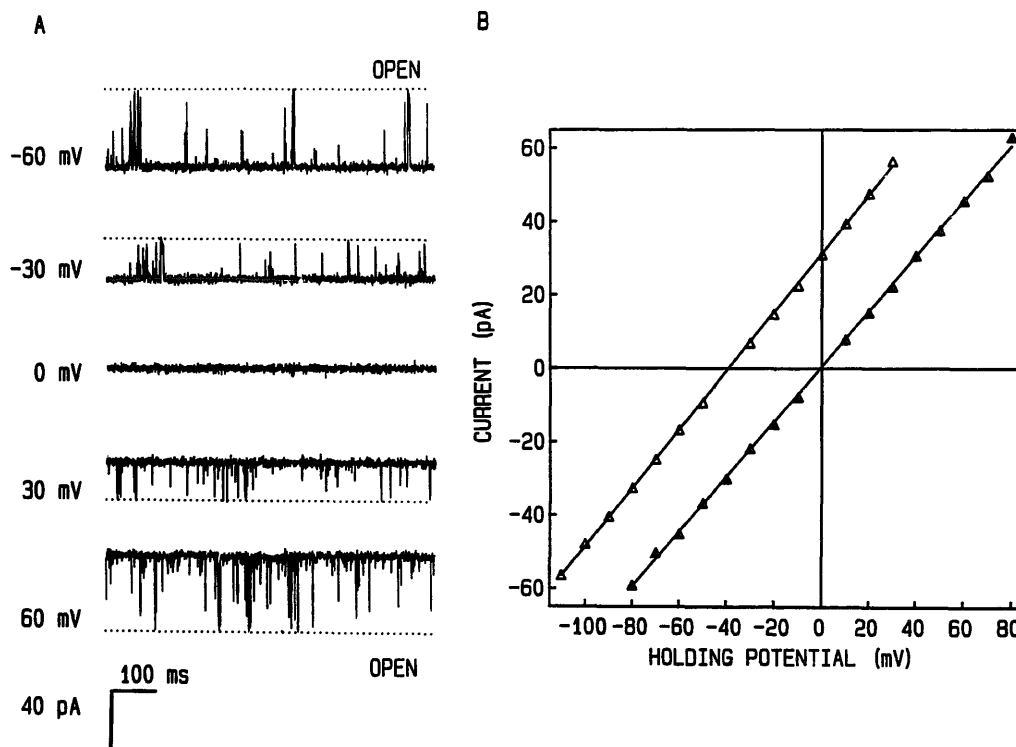 A
OPEN
-60 mV
-30 mV
0 mV
30 mV
60 mV
OPEN
100 ms
40 pA
B
CURRENT (pA)
60
40
20
0
-20
-40
-60
-100 -80 -60 -40 -20 0 20 40 60 80
HOLDING POTENTIAL (mV)